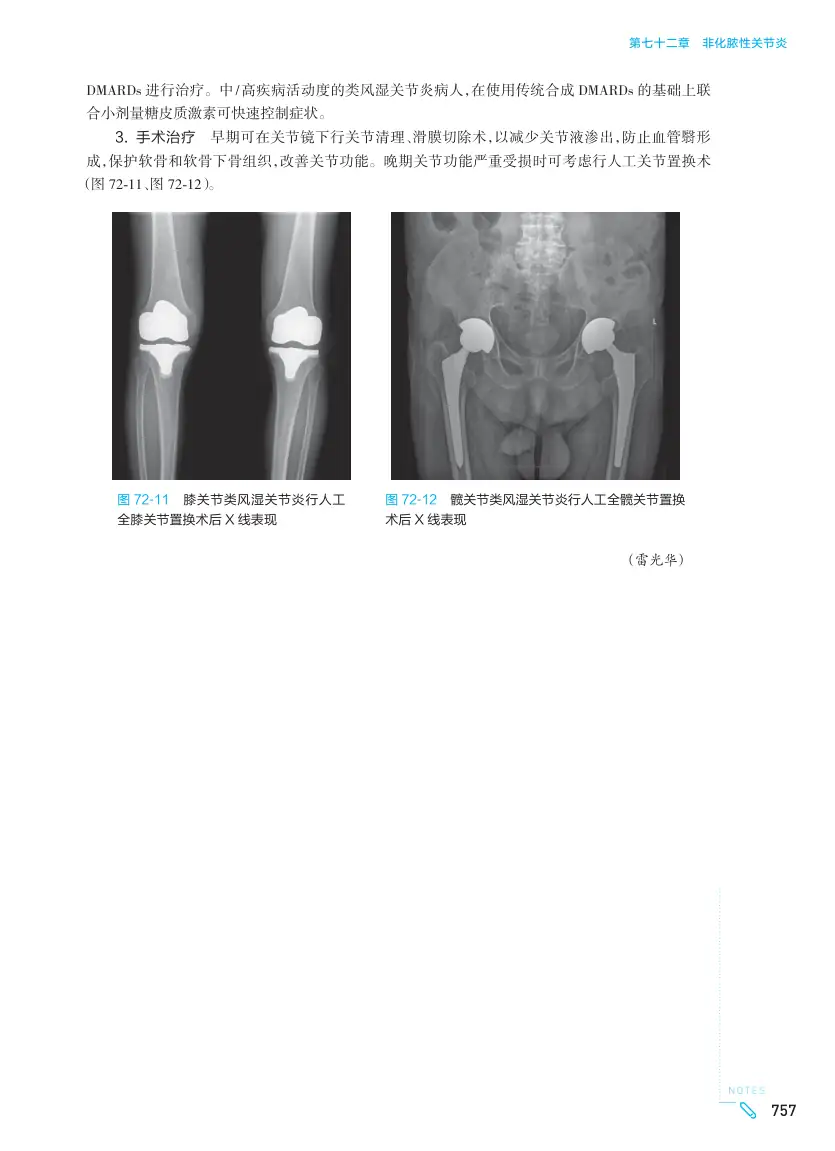 第七十二章 非化脓性关节炎
DMARDs 进行治疗。中/高疾病活动度的类风湿关节炎病人,在使用传统合成 DMARDs 的基础上联
合小剂量糖皮质激素可快速控制症状。
3. 手术治疗 早期可在关节镜下行关节清理、滑膜切除术,以减少关节液渗出,防止血管翳形
成,保护软骨和软骨下骨组织,改善关节功能。晚期关节功能严重受损时可考虑行人工关节置换术
(图 72-11、图 72-12)。
L
图 72-11 膝关节类风湿关节炎行人工
全膝关节置换术后 X 线表现
图 72-12 髋关节类风湿关节炎行人工全髋关节置换
术后 X 线表现
(雷光华)
NOTES
757